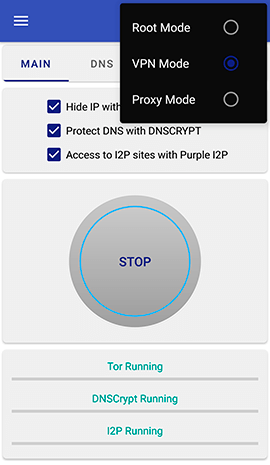 Root Mode
VPN Mode
Proxy Mode
MAIN
DNS
Hide IP with
Protect DNS with DNSCRYPT
Access to I2P sites with Purple I2P
STOP
Tor Running
DNSCrypt Running
I2P Running